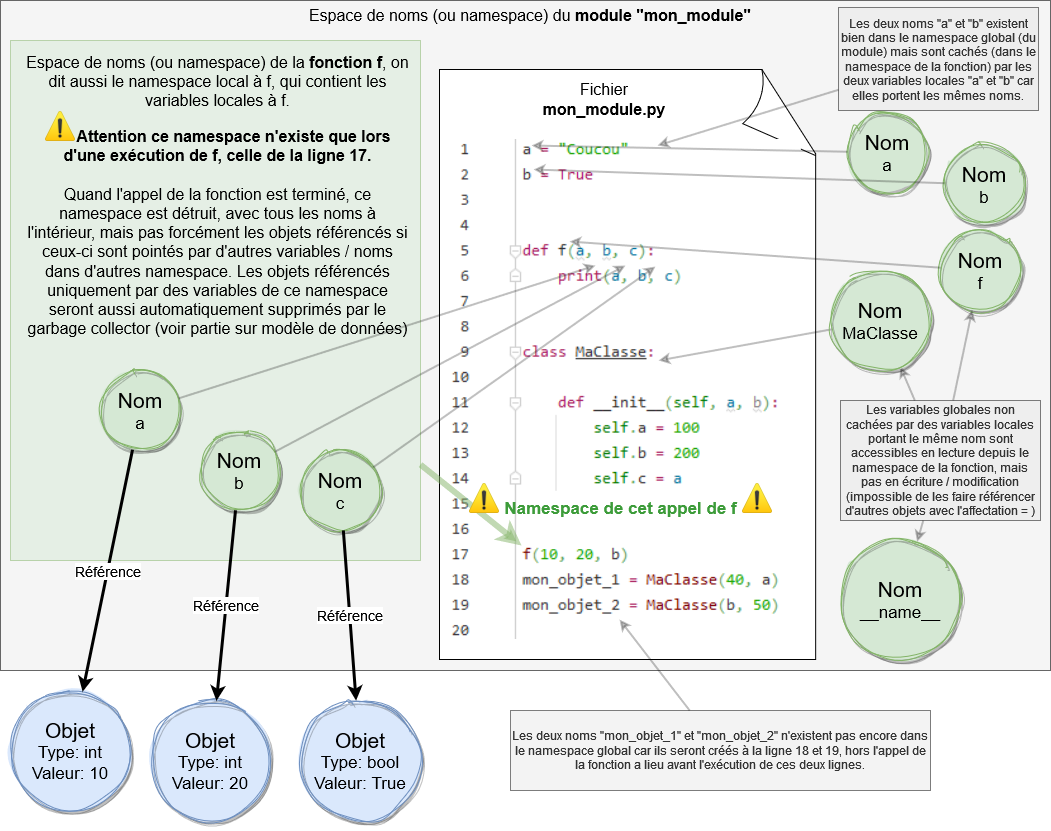 Espace de noms (ou namespace) du module "mon_module"
Les deux noms "a" et "b" existent
bien dans le namespace global (du
module) mais sont cachés (dans le
namespace de la fonction) par les
deux variables locales "a" et "b" car
elles portent les mêmes noms.
Espace de noms (ou namespace) de la fonction f, on
dit aussi le namespace local à f, qui contient les
variables locales à f.
Attention ce namespace n'existe que lors
d'une exécution de f, celle de la ligne 17.
Quand l'appel de la fonction est terminé, ce
namespace est détruit, avec tous les noms à
l'intérieur, mais pas forcément les objets référencés si
ceux-ci sont pointés par d'autres variables / noms
dans d'autres namespace. Les objets référencés
uniquement par des variables de ce namespace
seront aussi automatiquement supprimés par le
garbage collector (voir partie sur modèle de données)
Nom
a
Nom
b
Nom
c
Référence
Référence
Référence
Objet
Type: int
Valeur: 10
Objet
Type: int
Valeur: 20
Objet
Type: bool
Valeur: True
Fichier
mon_module.py
1 a = "Coucou"
2 b = True
3
4
5 def f(a, b, c):
6 print(a, b, c)
7
8
9 class MaClasse:
10
11 def __init__(self, a, b):
12 self.a = 100
13 self.b = 200
14 self.c = a
15
Namespace de cet appel de f
16
17 f(10, 20, b)
18 mon_objet_1 = MaClasse(40, a)
19 mon_objet_2 = MaClasse(b, 50)
20
Nom
a
Nom
b
Nom
f
Nom
MaClasse
Les variables globales non
cachées par des variables locales
portant le même nom sont
accessibles en lecture depuis le
namespace de la fonction, mais
pas en écriture / modification
(impossible de les faire référencer
d'autres objets avec l'affectation = )
Nom
__name__
Les deux noms "mon_objet_1" et "mon_objet_2" n'existent pas encore dans
le namespace global car ils seront créés à la ligne 18 et 19, hors l'appel de
la fonction a lieu avant l'exécution de ces deux lignes.